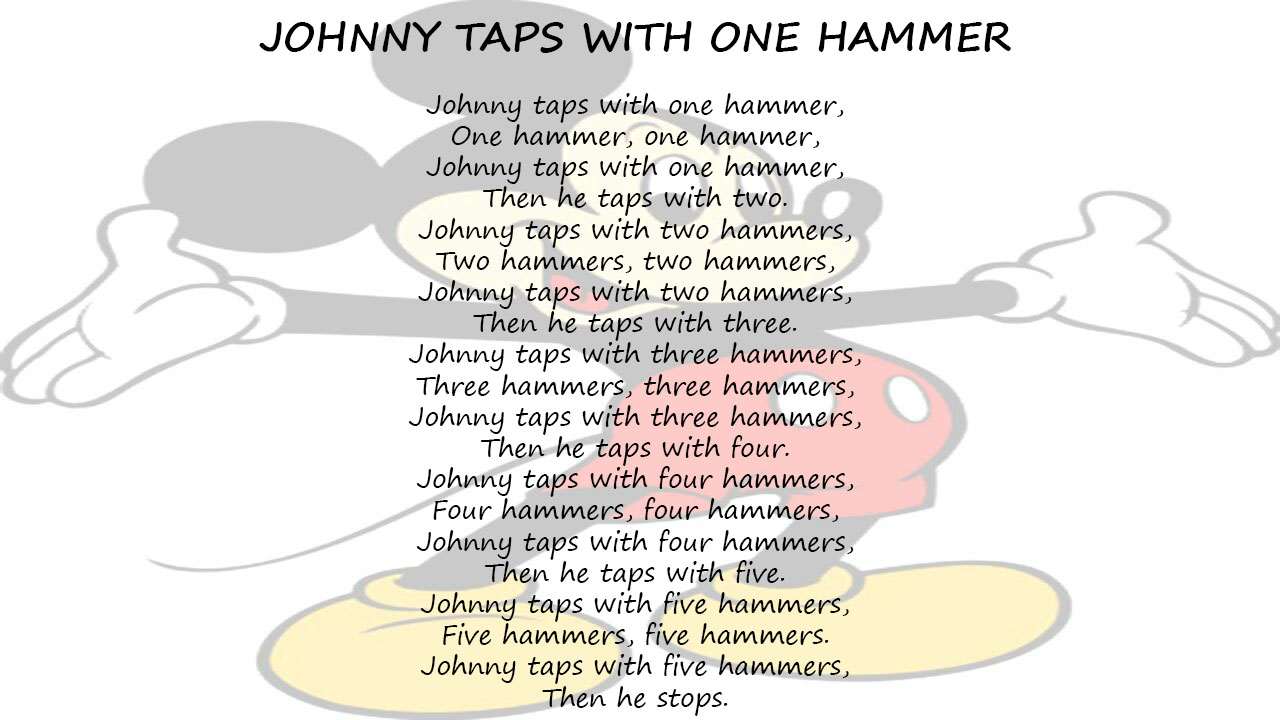 JOHNNY TAPS WITH ONE HAMMER
Johnny taps with one hammer,
One hammer, one hammer,
Johnny taps with one hammer,
Then he taps with two.
Johnny taps with two hammers,
Two hammers, two hammers,
Johnny taps with two hammers,
Then he taps with three.
Johnny taps with three hammers,
Three hammers, three hammers,
Johnny taps with three hammers,
Then he taps with four.
Johnny taps with four hammers,
Four hammers, four hammers,
Johnny taps with four hammers,
Then he taps with five.
Johnny taps with five hammers,
Five hammers, five hammers.
Johnny taps with five hammers,
Then he stops.